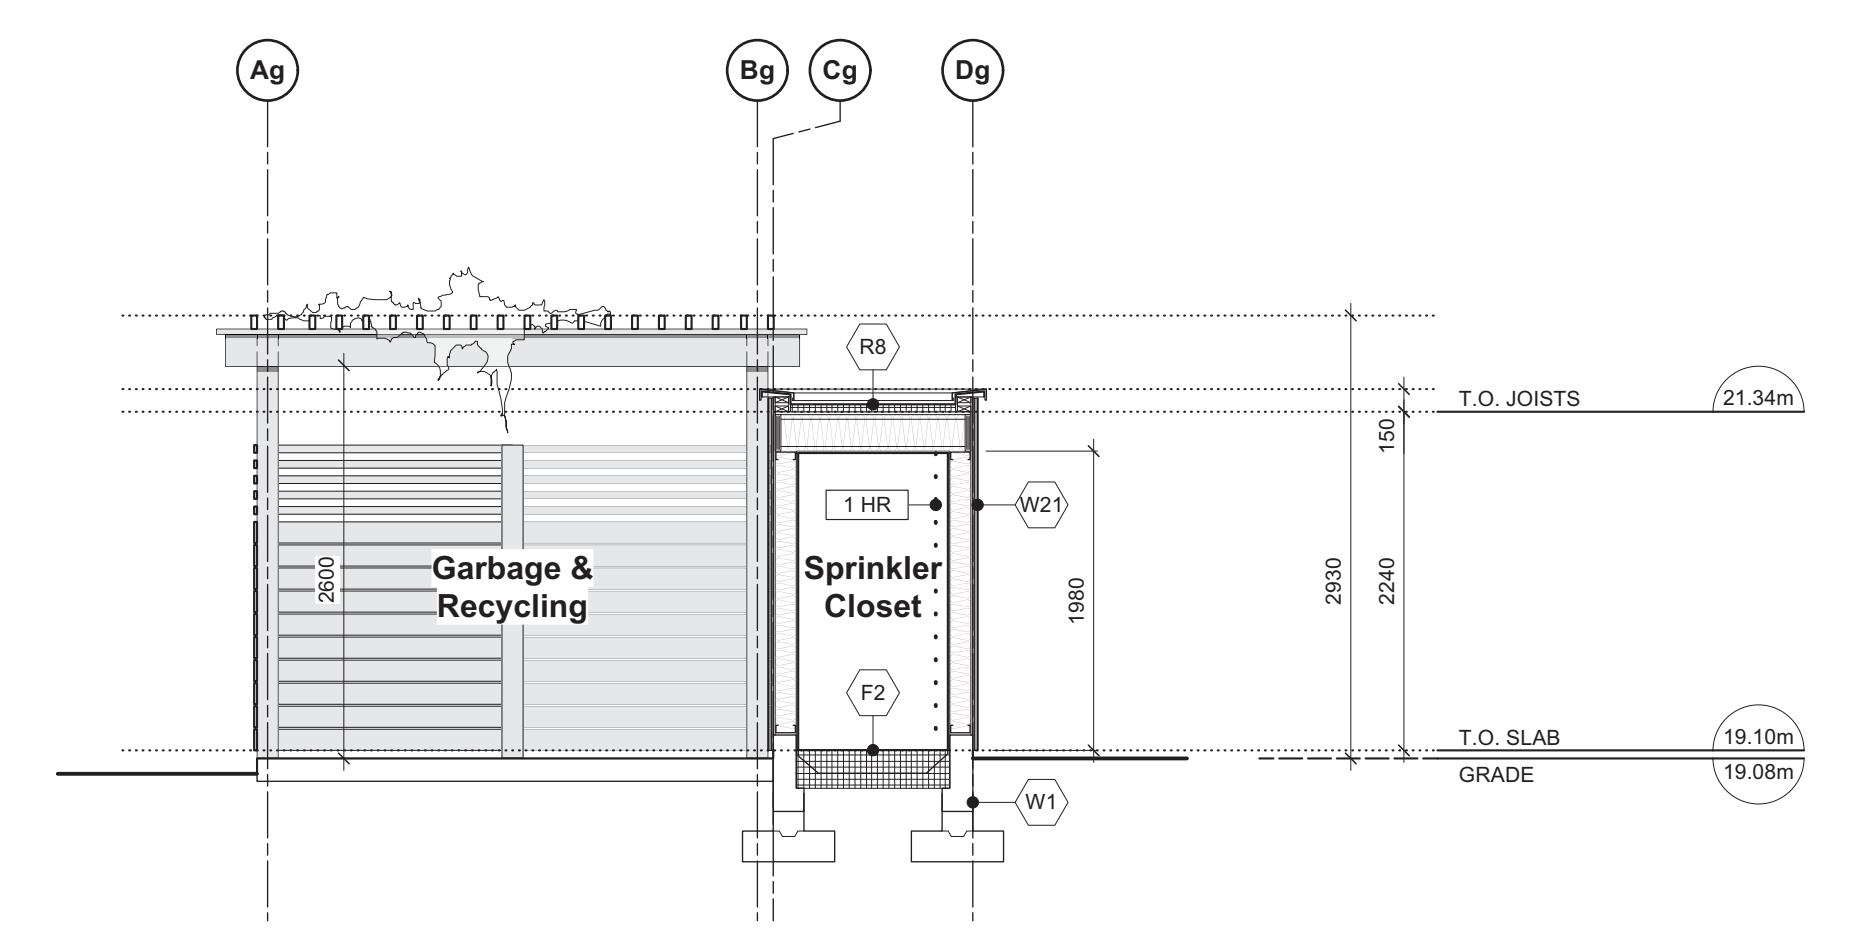 Ag
Bg
Cg
Dg
R8
T.O. JOISTS
21.34m
150
1 HR
W21
2600
Garbage &
Recycling
Sprinkler
Closet
1980
2930
2240
F2
T.O. SLAB
19.10m
GRADE
19.08m
W1